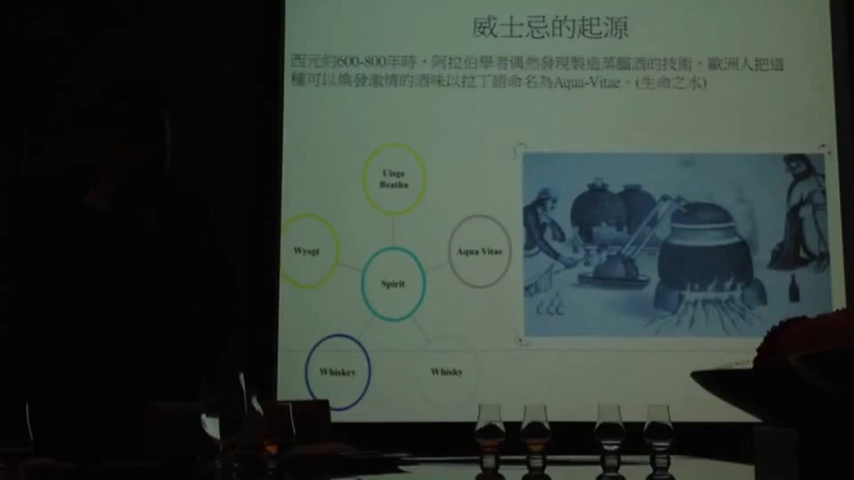 威士忌的起源
西元約600-800年時，阿拉伯學者偶然發現製造蒸餾酒的技術，歐洲人把這
種可以煥發激情的酒味以拉丁語命名為Aqua-Vitae。(生命之水)
Uisge
Beatha
Wysgi
Aqua Vitae
Spirit
Whiskey
Whisky